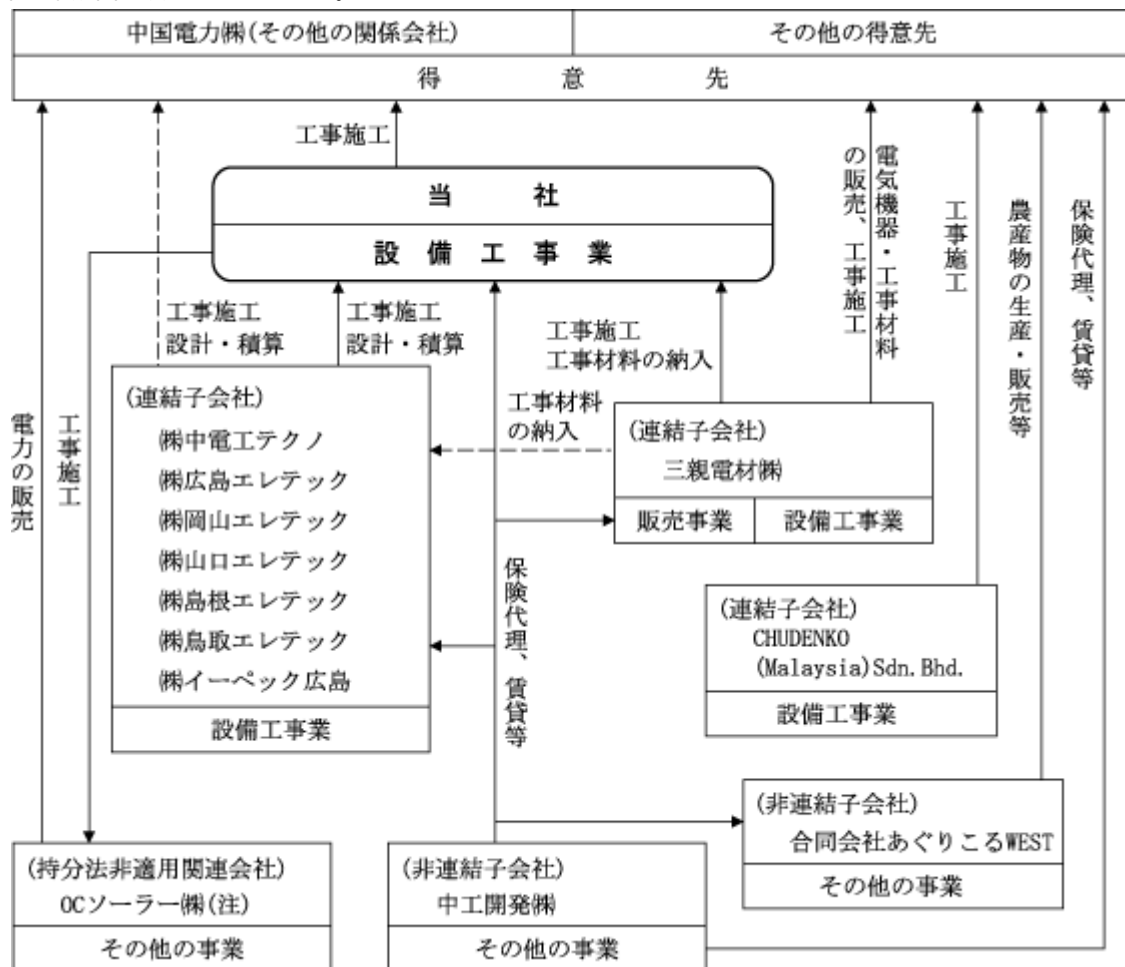 中国電力㈱(その他の関係会社)
その他の得意先
得意先
工事施工
当社
設備工事業
電気機器・工事材料
の販売、工事施工
工事施工
農産物の生産・販売等
保険代理、賃貸等
工事施工
設計・積算
工事施工
設計・積算
工事施工
工事材料の納入
工事材料
の納入
電力の販売
工事施工
(連結子会社)
㈱中電工テクノ
㈱広島エレテック
㈱岡山エレテック
㈱山口エレテック
㈱島根エレテック
㈱鳥取エレテック
㈱イーペック広島
設備工事業
(連結子会社)
三親電材㈱
販売事業
設備工事業
保険代理、賃貸等
(連結子会社)
CHUDENKO
(Malaysia)Sdn.Bhd.
設備工事業
(非連結子会社)
合同会社あぐりこるWEST
その他の事業
(持分法非適用関連会社)
OCソーラー㈱(注)
その他の事業
(非連結子会社)
中工開発㈱
その他の事業